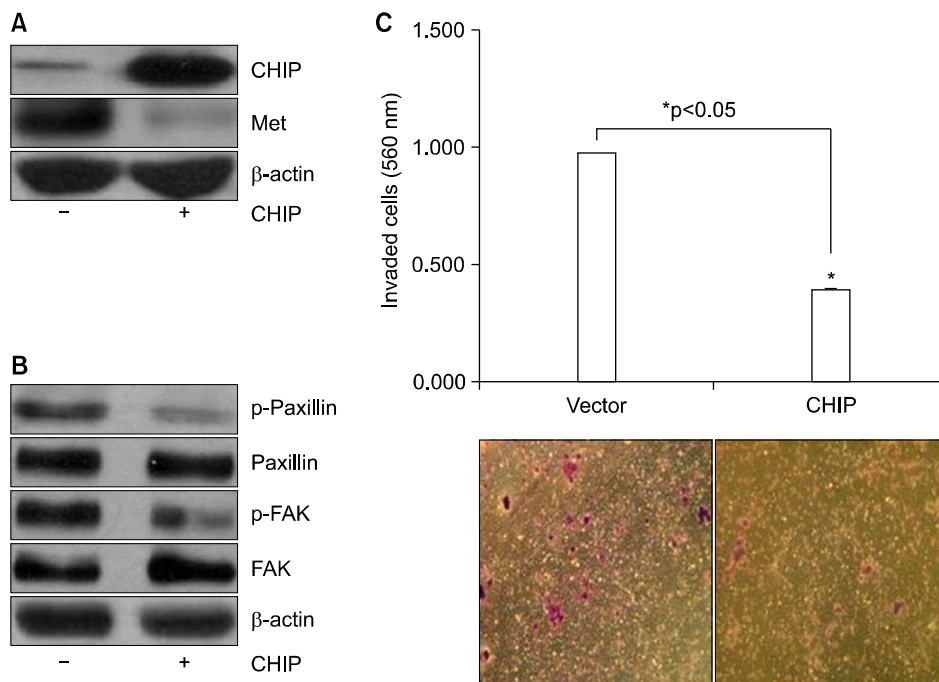 A
CHIP
Met
β-actin
− + CHIP
B
p-Paxillin
Paxillin
p-FAK
FAK
β-actin
− + CHIP
C
1.500
1.000
0.500
0.000
Invaded cells (560 nm)
*p<0.05
*
Vector CHIP